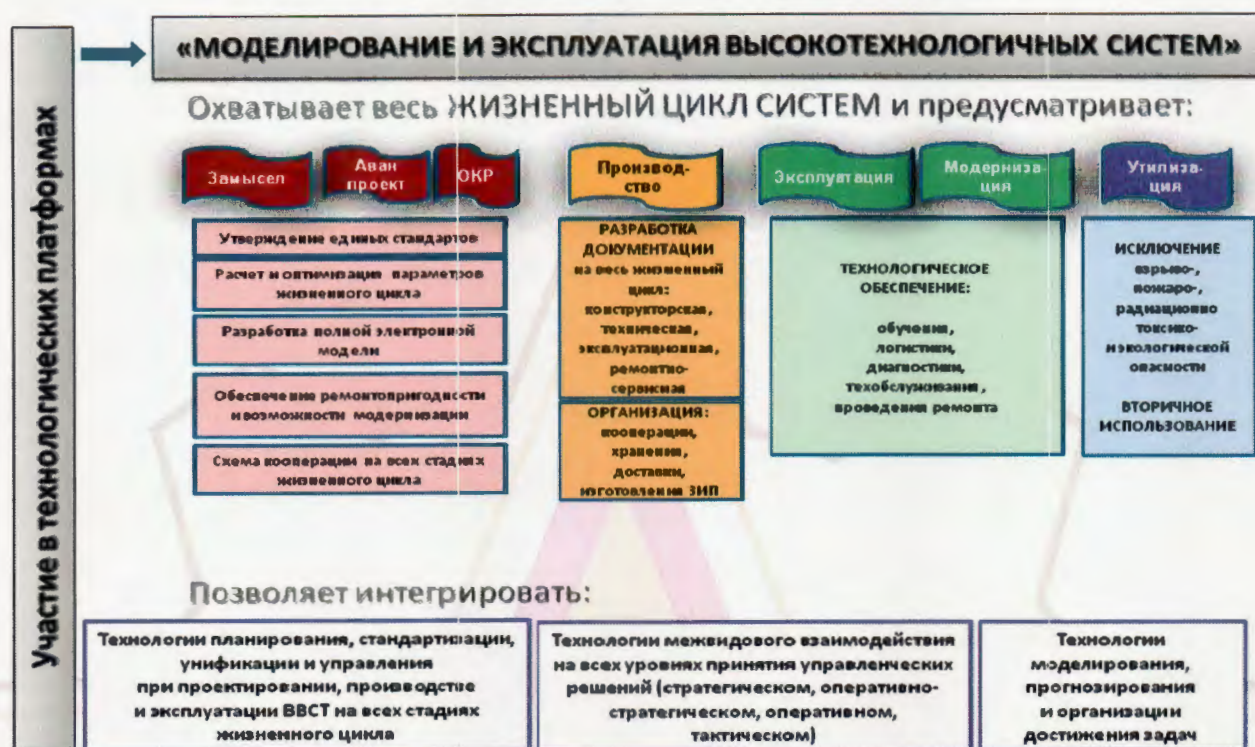 Участие в технологических платформах
«МОДЕЛИРОВАНИЕ И ЭКСПЛУАТАЦИЯ ВЫСОКОТЕХНОЛОГИЧНЫХ СИСТЕМ»
Охватывает весь ЖИЗНЕННЫЙ ЦИКЛ СИСТЕМ и предусматривает:
Замысел
Аван
проект
ОКР
Производ-
ство
Эксплуатация
Модерниза-
ция
Утилиза-
ция
Утверждение единых стандартов
Расчет и оптимизация параметров
жизненного цикла
Разработка полной электронной
модели
Обеспечение ремонтопригодности
и возможности модернизации
Схема кооперации на всех стадиях
жизненного цикла
РАЗРАБОТКА
ДОКУМЕНТАЦИИ
на весь жизненный
цикл:
конструкторская,
техническая,
эксплуатационная,
ремонтно-
сервисная
ОРГАНИЗАЦИЯ:
кооперации,
хранения,
доставки,
изготовления ЗИП
ТЕХНОЛОГИЧЕСКОЕ
ОБЕСПЕЧЕНИЕ:
обучения,
логистики,
диагностики,
техобслуживания,
проведения ремонта
ИСКЛЮЧЕНИЕ
взрыво-,
пожаро-,
радиационно
токсико-
и экологической
опасности
ВТОРИЧНОЕ
ИСПОЛЬЗОВАНИЕ
Позволяет интегрировать:
Технологии планирования, стандартизации,
унификации и управления
при проектировании, производстве
и эксплуатации ВВСТ на всех стадиях
жизненного цикла
Технологии межвидового взаимодействия
на всех уровнях принятия управленческих
решений (стратегическом, оперативно-
стратегическом, оперативном,
тактическом)
Технологии
моделирования,
прогнозирования
и организации
достижения задач